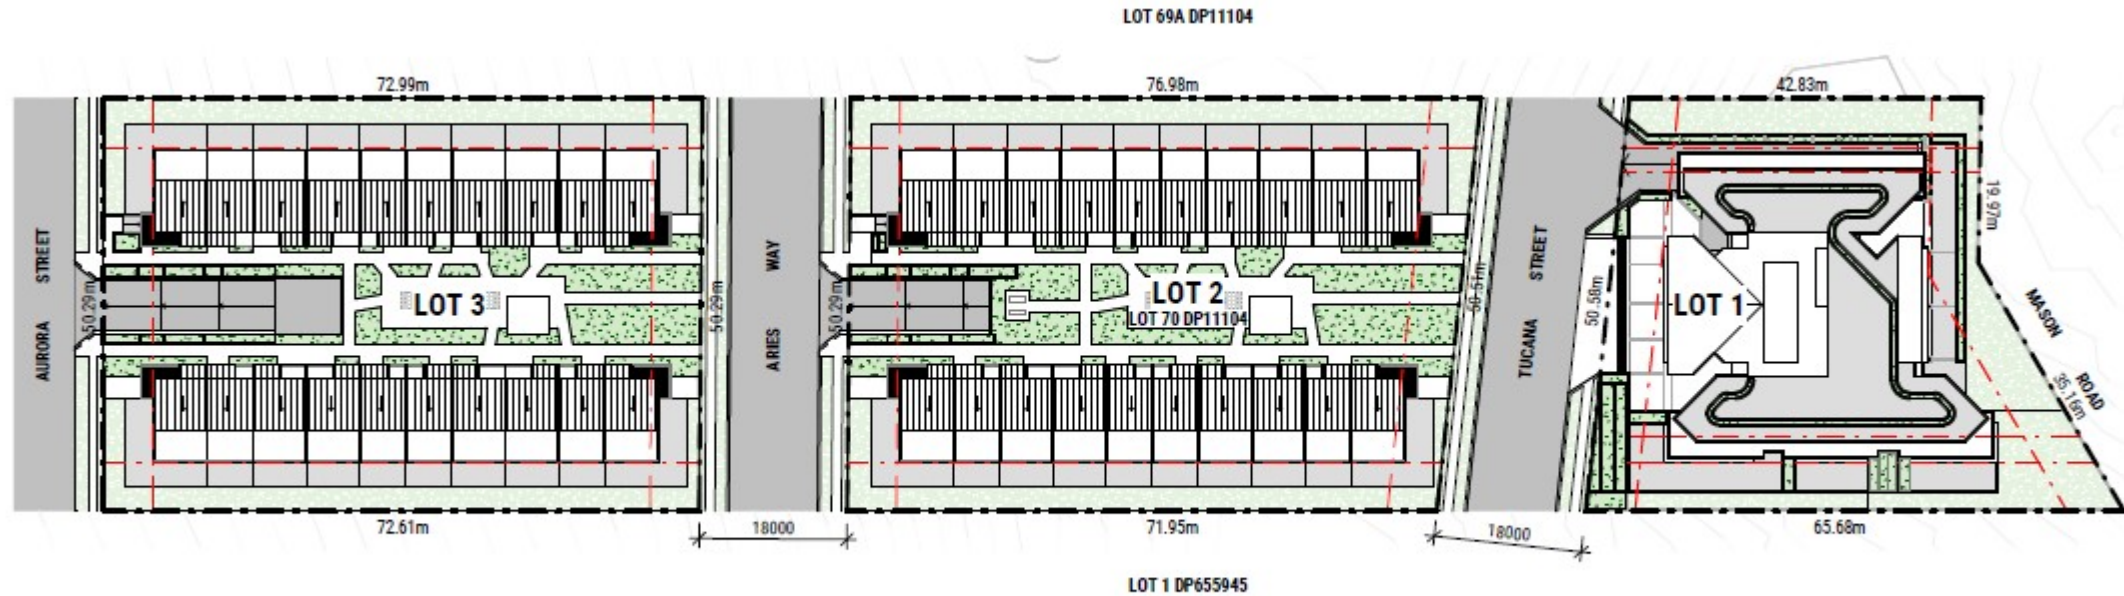 LOT 69A DP11104
72.99m
76.98m
42.83m
AURORA STREET
50.29m
LOT 3
50.29m
ARIES WAY
50.29m
LOT 2
LOT 70 DP11104
50.51m
TUCANA STREET
50.58m
LOT 1
19.97m
MASON ROAD
35.16m
72.61m
18000
71.95m
18000
65.68m
LOT 1 DP655945